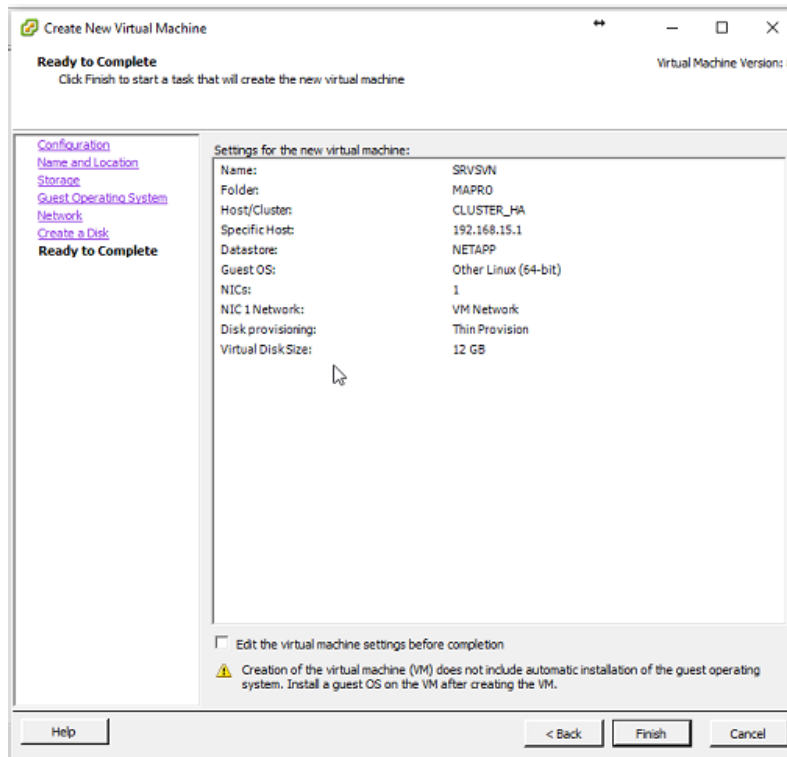 Create New Virtual Machine
Ready to Complete
Click Finish to start a task that will create the new virtual machine
Virtual Machine Version:
Configuration
Name and Location
Storage
Guest Operating System
Network
Create a Disk
Ready to Complete
Settings for the new virtual machine:
Name: SRVSVN
Folder: MAPRO
Host/Cluster: CLUSTER_HA
Specific Host: 192.168.15.1
Datastore: NETAPP
Guest OS: Other Linux (64-bit)
NICs: 1
NIC 1 Network: VM Network
Disk provisioning: Thin Provision
Virtual Disk Size: 12 GB
Edit the virtual machine settings before completion
Creation of the virtual machine (VM) does not include automatic installation of the guest operating
system. Install a guest OS on the VM after creating the VM.
Help
< Back
Finish
Cancel